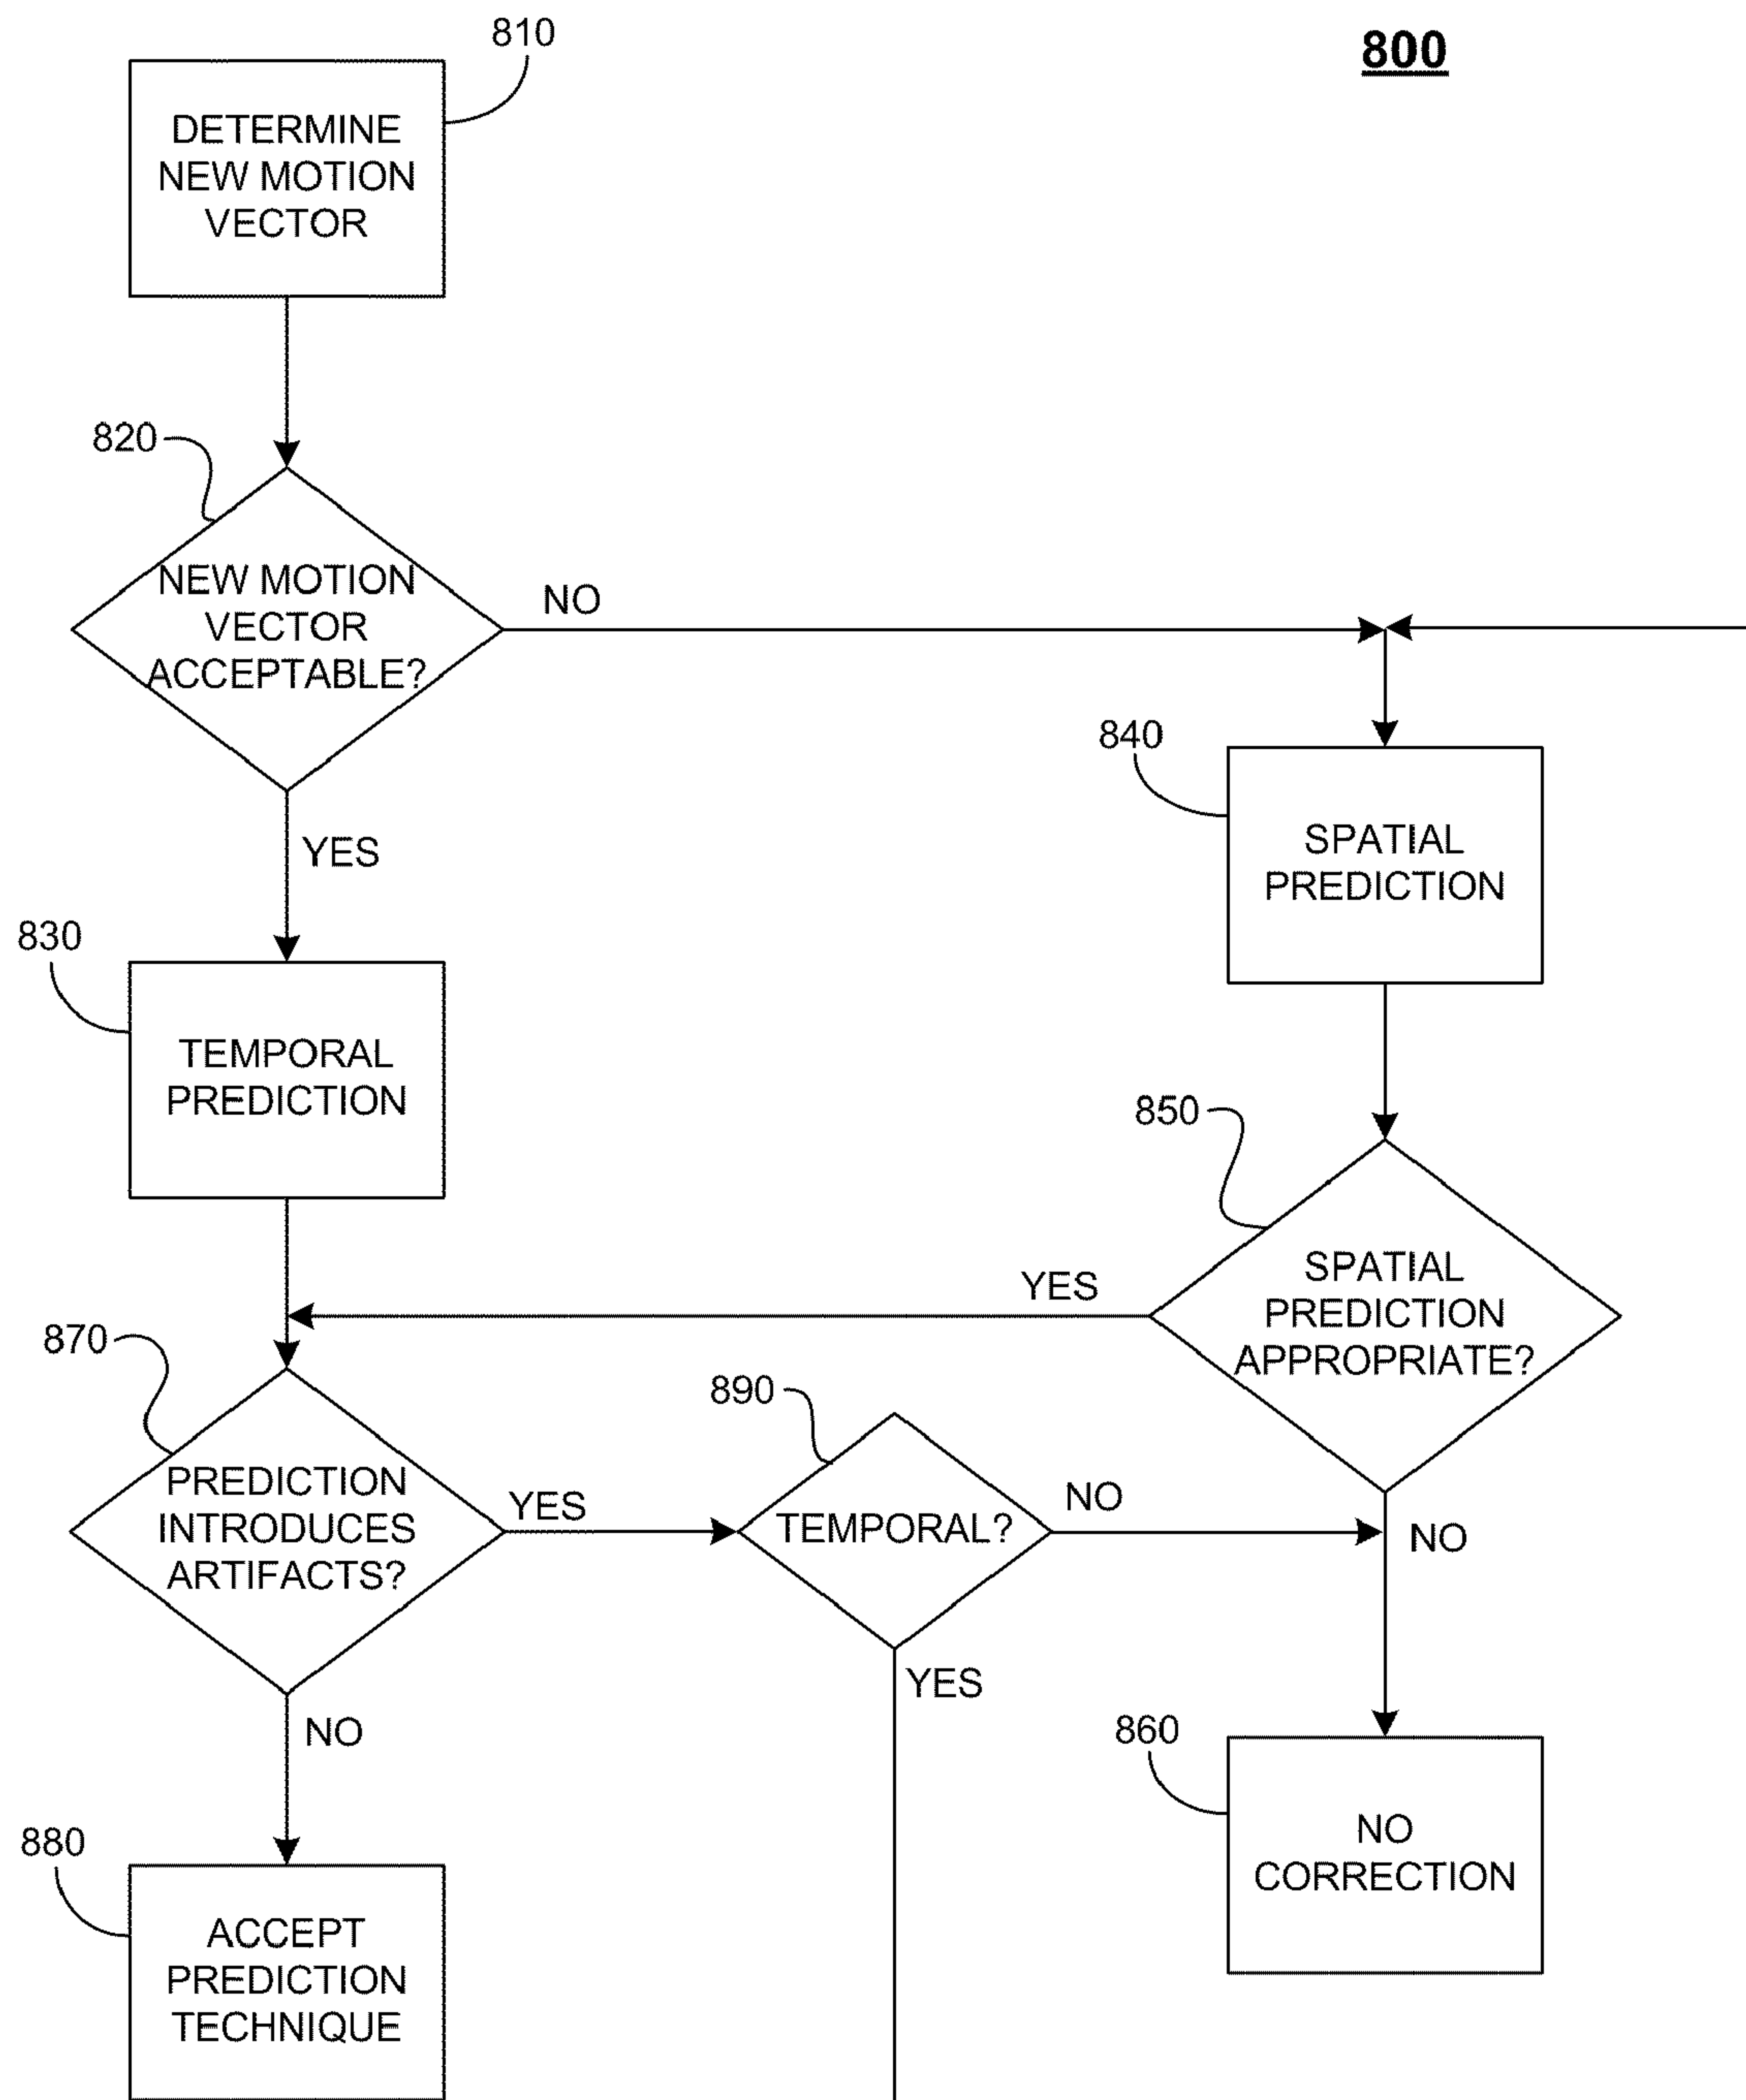 800
810
DETERMINE
NEW MOTION
VECTOR
820
NEW MOTION
VECTOR
ACCEPTABLE?
NO
YES
830
TEMPORAL
PREDICTION
840
SPATIAL
PREDICTION
850
SPATIAL
PREDICTION
APPROPRIATE?
YES
NO
870
PREDICTION
INTRODUCES
ARTIFACTS?
YES
NO
890
TEMPORAL?
NO
YES
860
NO
CORRECTION
880
ACCEPT
PREDICTION
TECHNIQUE